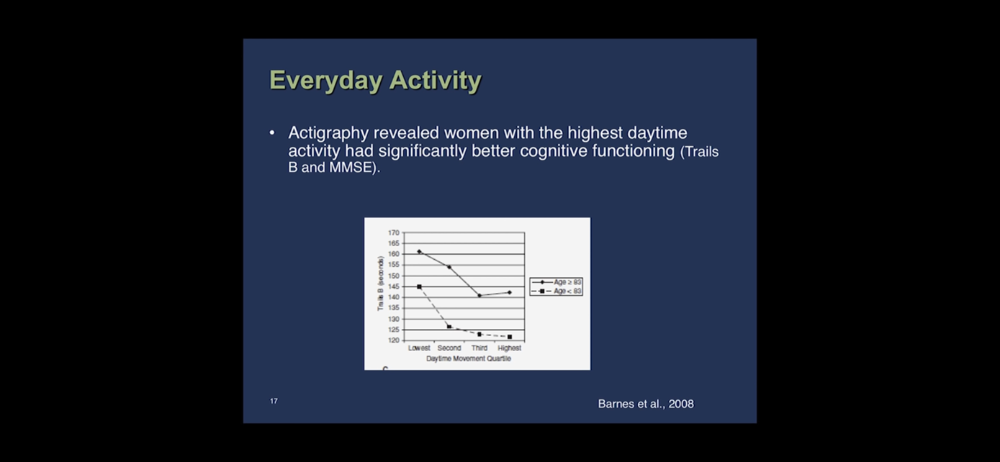 Everyday Activity
• Actigraphy revealed women with the highest daytime
activity had significantly better cognitive functioning (Trails
B and MMSE).
170
165
160
155
150
145
140
135
130
125
120
Trails B (seconds)
Lowest Second Third Highest
Daytime Movement Quartile
Age ≥ 83
Age < 83
17
Barnes et al., 2008